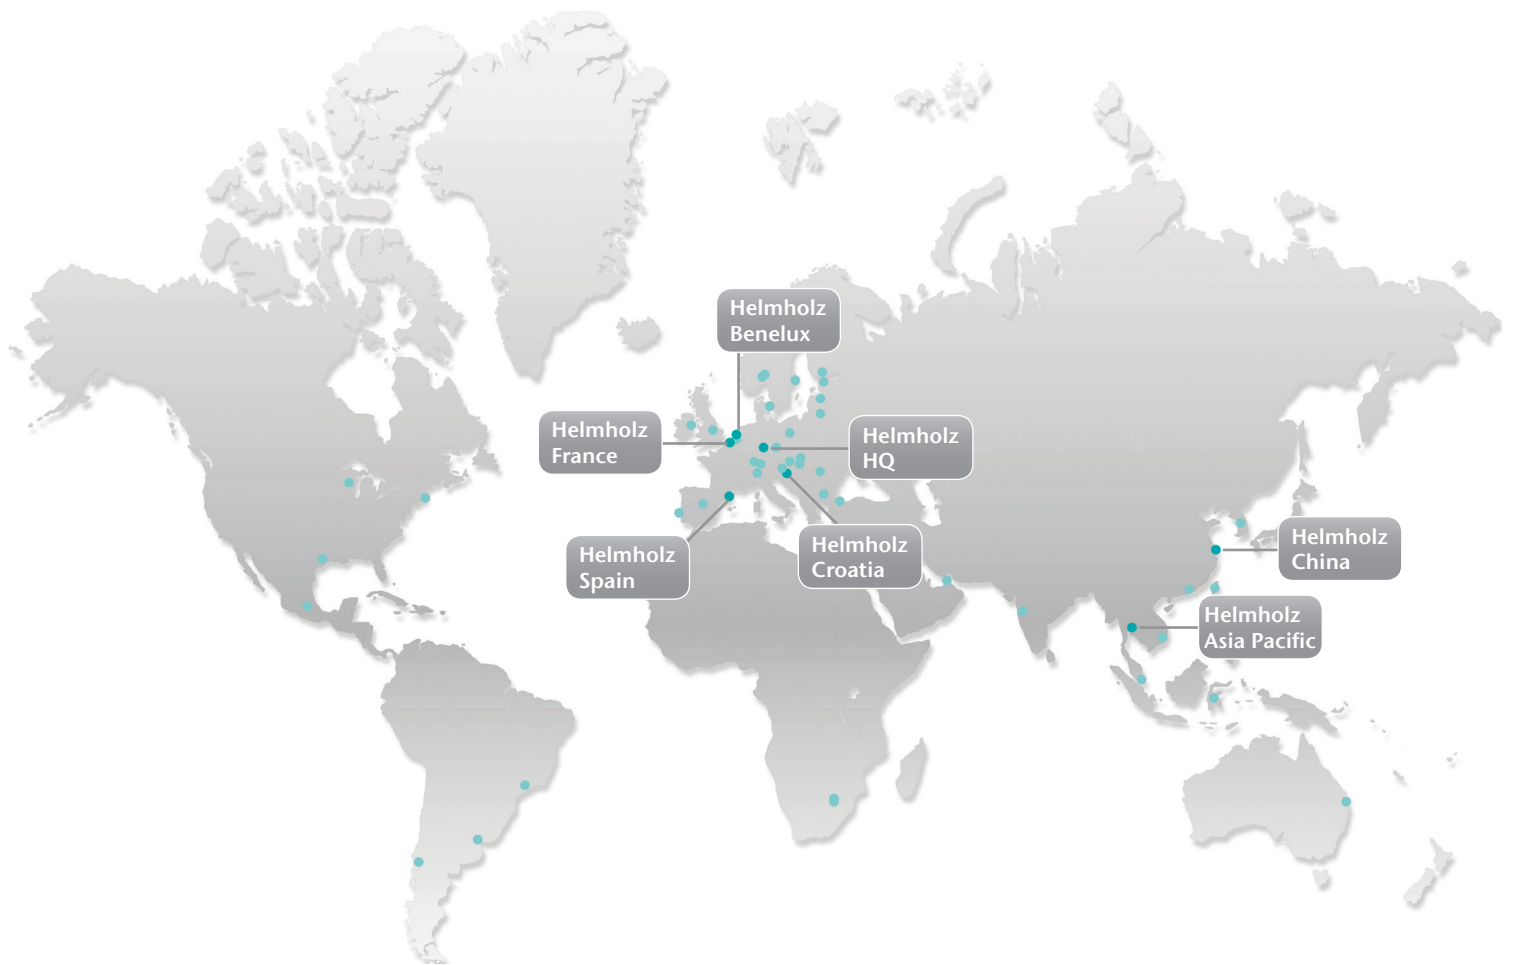 Helmholz
Benelux
Helmholz
France
Helmholz
HQ
Helmholz
Spain
Helmholz
Croatia
Helmholz
China
Helmholz
Asia Pacific